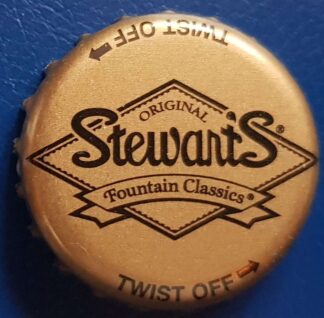 TWIST OFF
ORIGINAL
Stewart'S®
Fountain Classics®
TWIST OFF